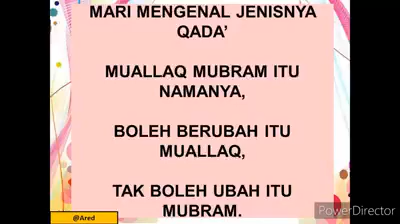 MARI MENGENAL JENISNYA
QADA’
MUALLAQ MUBRAM ITU
NAMANYA,
BOLEH BERUBAH ITU
MUALLAQ,
TAK BOLEH UBAH ITU
MUBRAM.
@Ared
PowerDirector